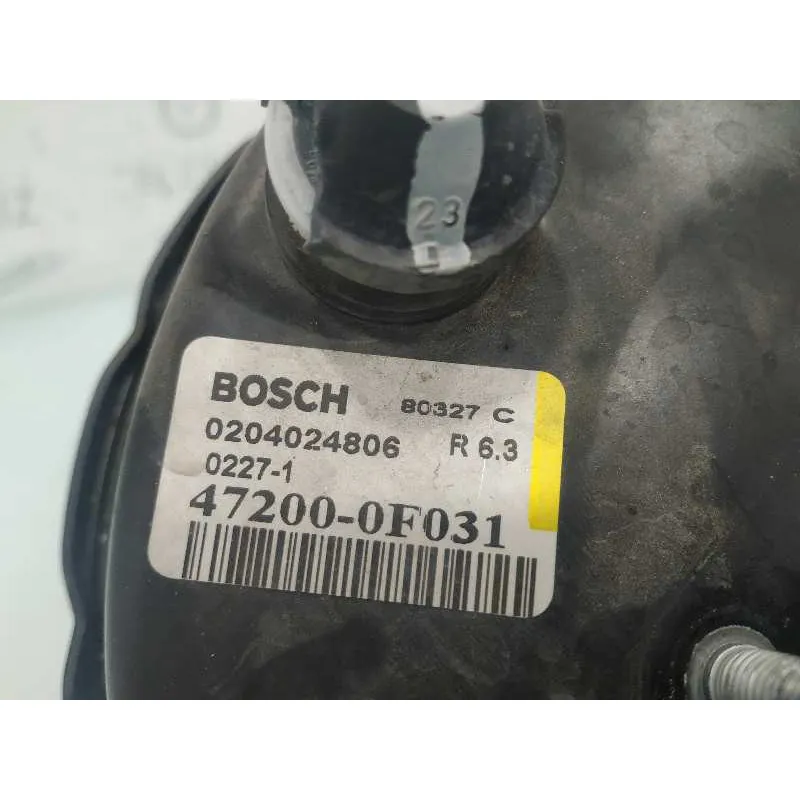 23
BOSCH 80327 C
0204024806 R 6.3
0227-1
47200-0F031